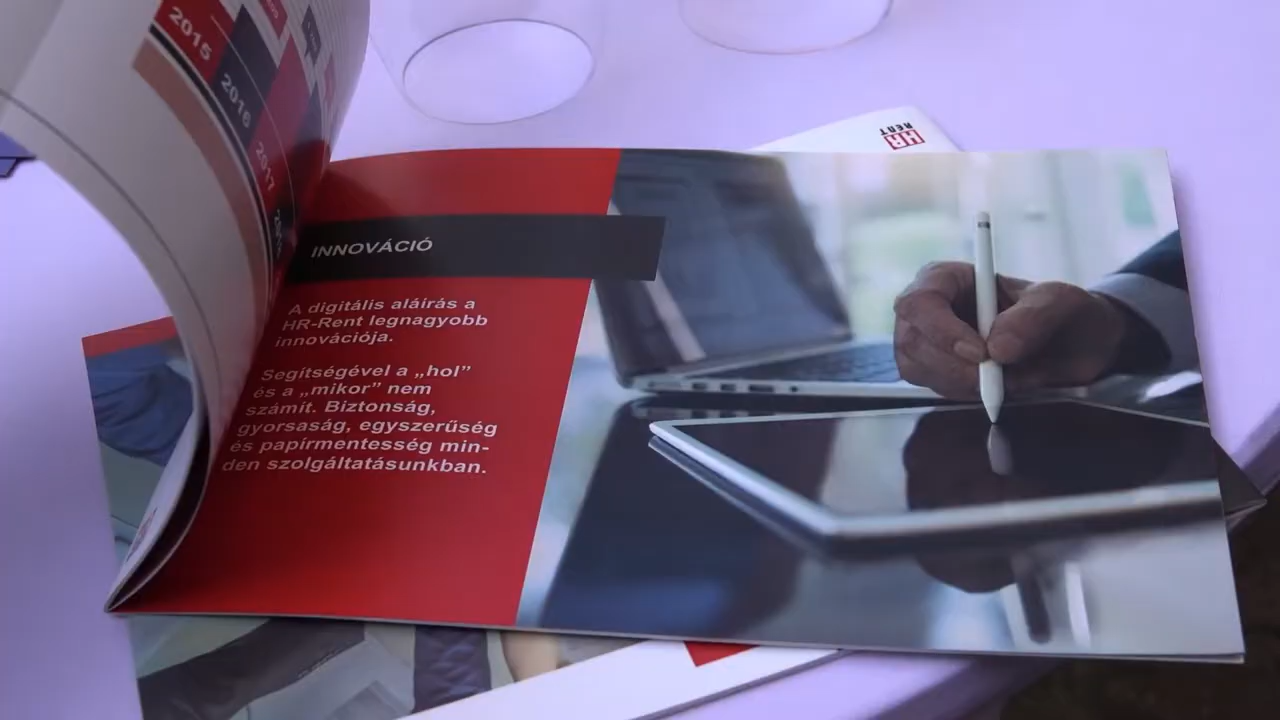 2015
2016
2017
HR
RENT
INNOVÁCIÓ
A digitális aláírás a
HR-Rent legnagyobb
innovációja.
Segítségével a „hol”
és a „mikor” nem
számít. Biztonság,
gyorsaság, egyszerűség
és papírmentesség min-
den szolgáltatásunkban.